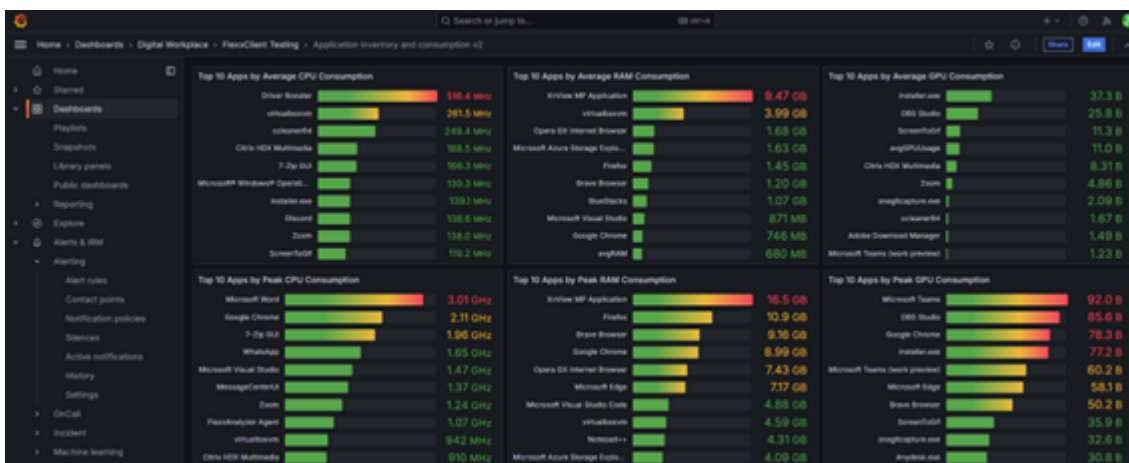 Search or jump to...
ctrl+k
Home > Dashboards > Digital Workplace > FlexxClient Testing > Application inventory and consumption v2
Share
Edit
Home
Starred
Dashboards
Playlists
Snapshots
Library panels
Public dashboards
Reporting
Explore
Alerts & IRM
Alerting
Alert rules
Contact points
Notification policies
Silences
Active notifications
History
Settings
OnCall
Incident
Machine learning
Top 10 Apps by Average CPU Consumption
Driver Booster 516.4 MHz
virtualboxvm 261.5 MHz
ccleaner64 249.4 MHz
Citrix HDX Multimedia 168.5 MHz
7-Zip GUI 166.3 MHz
Microsoft® Windows® Operati... 139.3 MHz
Installer.exe 139.1 MHz
Discord 138.6 MHz
Zoom 138.0 MHz
ScreenToGif 119.2 MHz
Top 10 Apps by Average RAM Consumption
XnView MP Application 9.47 GB
virtualboxvm 3.99 GB
Opera GX Internet Browser 1.68 GB
Microsoft Azure Storage Explo... 1.63 GB
Firefox 1.45 GB
Brave Browser 1.20 GB
BlueStacks 1.07 GB
Microsoft Visual Studio 871 MB
Google Chrome 746 MB
avgRAM 680 MB
Top 10 Apps by Average GPU Consumption
Installer.exe 37.3 B
OBS Studio 25.8 B
ScreenToGif 11.3 B
avgGPUUsage 11.0 B
Citrix HDX Multimedia 8.31 B
Zoom 4.86 B
snagitcapture.exe 2.09 B
ccleaner64 1.67 B
Adobe Download Manager 1.49 B
Microsoft Teams (work preview) 1.23 B
Top 10 Apps by Peak CPU Consumption
Microsoft Word 3.01 GHz
Google Chrome 2.11 GHz
7-Zip GUI 1.96 GHz
WhatsApp 1.65 GHz
Microsoft Visual Studio 1.47 GHz
MessageCenterUI 1.37 GHz
Zoom 1.24 GHz
FlexxAnalyzer Agent 1.07 GHz
virtualboxvm 942 MHz
Citrix HDX Multimedia 910 MHz
Top 10 Apps by Peak RAM Consumption
XnView MP Application 16.5 GB
Firefox 10.9 GB
Brave Browser 9.16 GB
Google Chrome 8.99 GB
Opera GX Internet Browser 7.43 GB
Microsoft Edge 7.17 GB
Microsoft Visual Studio Code 4.88 GB
virtualboxvm 4.59 GB
Notepad++ 4.31 GB
Microsoft Azure Storage Explo... 4.09 GB
Top 10 Apps by Peak GPU Consumption
Microsoft Teams 92.0 B
OBS Studio 85.6 B
Google Chrome 78.3 B
Installer.exe 77.2 B
Microsoft Teams (work preview) 60.2 B
Microsoft Edge 58.1 B
Brave Browser 50.2 B
ScreenToGif 35.9 B
snagitcapture.exe 32.6 B
Anydesk.exe 30.8 B